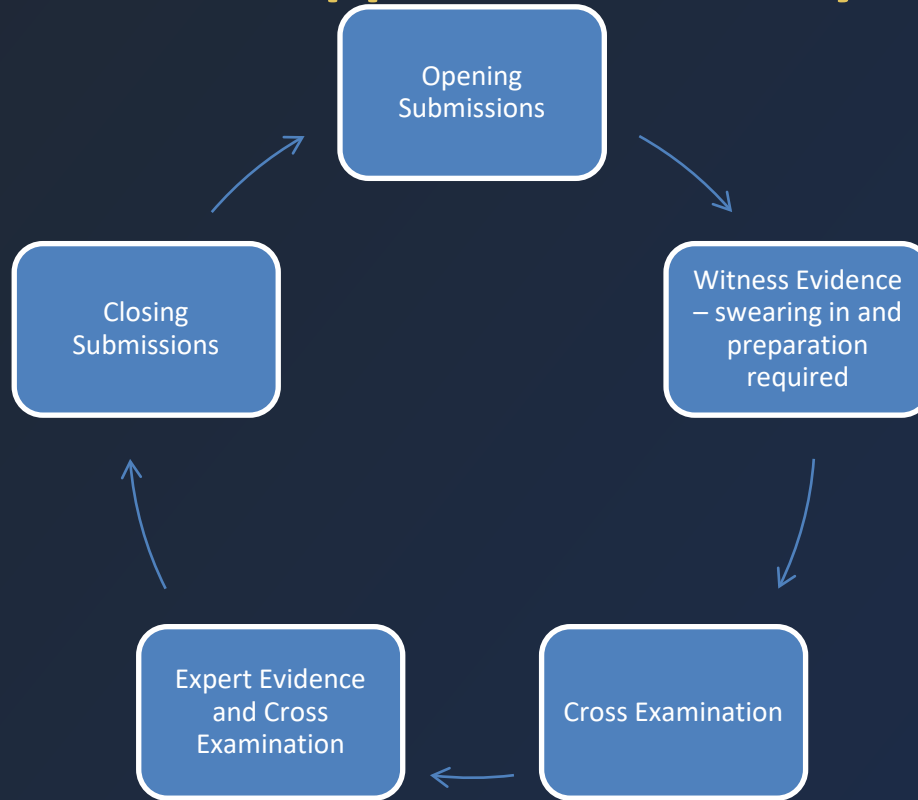 Opening
Submissions
Witness Evidence
– swearing in and
preparation
required
Cross Examination
Expert Evidence
and Cross
Examination
Closing
Submissions